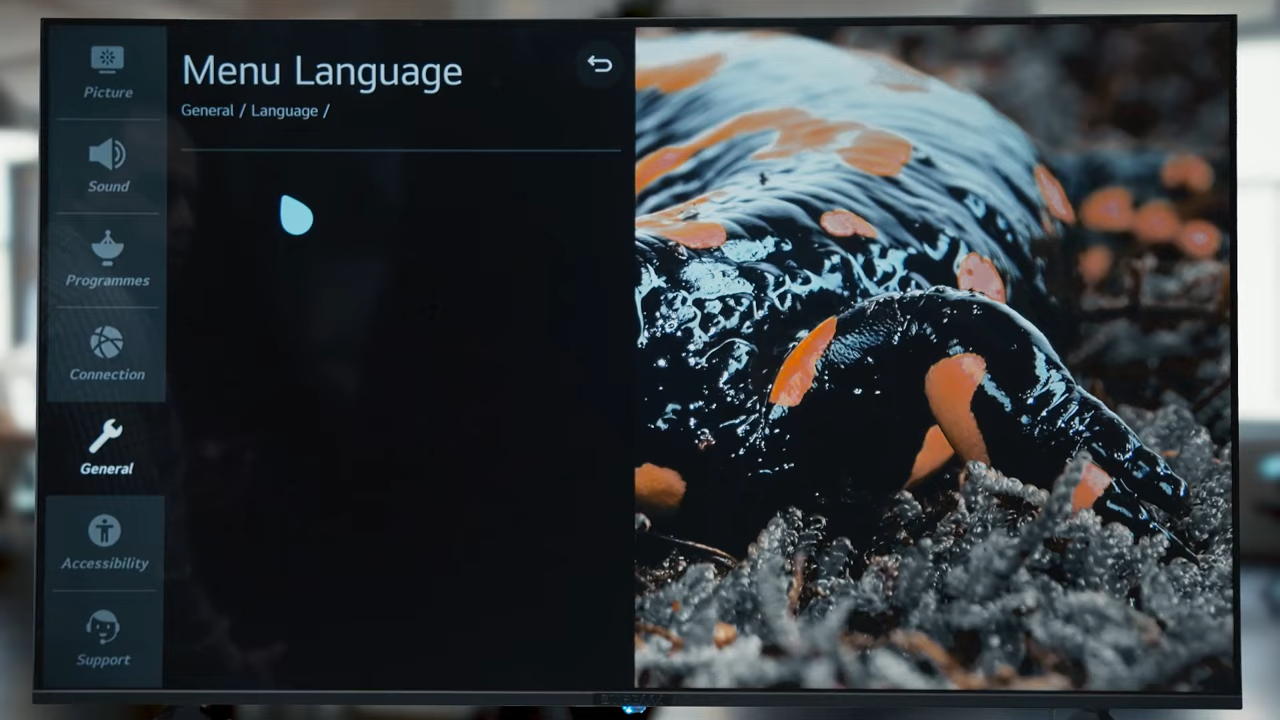 Menu Language
General / Language /
Picture
Sound
Programmes
Connection
General
Accessibility
Support